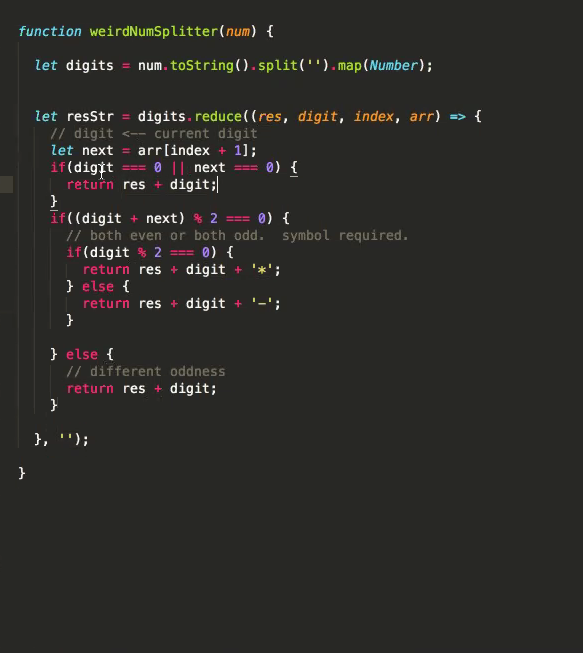 function weirdNumSplitter(num) {
let digits = num.toString().split('').map(Number);
let resStr = digits.reduce((res, digit, index, arr) => {
// digit <-- current digit
let next = arr[index + 1];
if(digit === 0 || next === 0) {
return res + digit;
}
if((digit + next) % 2 === 0) {
// both even or both odd.  symbol required.
if(digit % 2 === 0) {
return res + digit + '*';
} else {
return res + digit + '-';
}
} else {
// different oddness
return res + digit;
}
}, '');
}